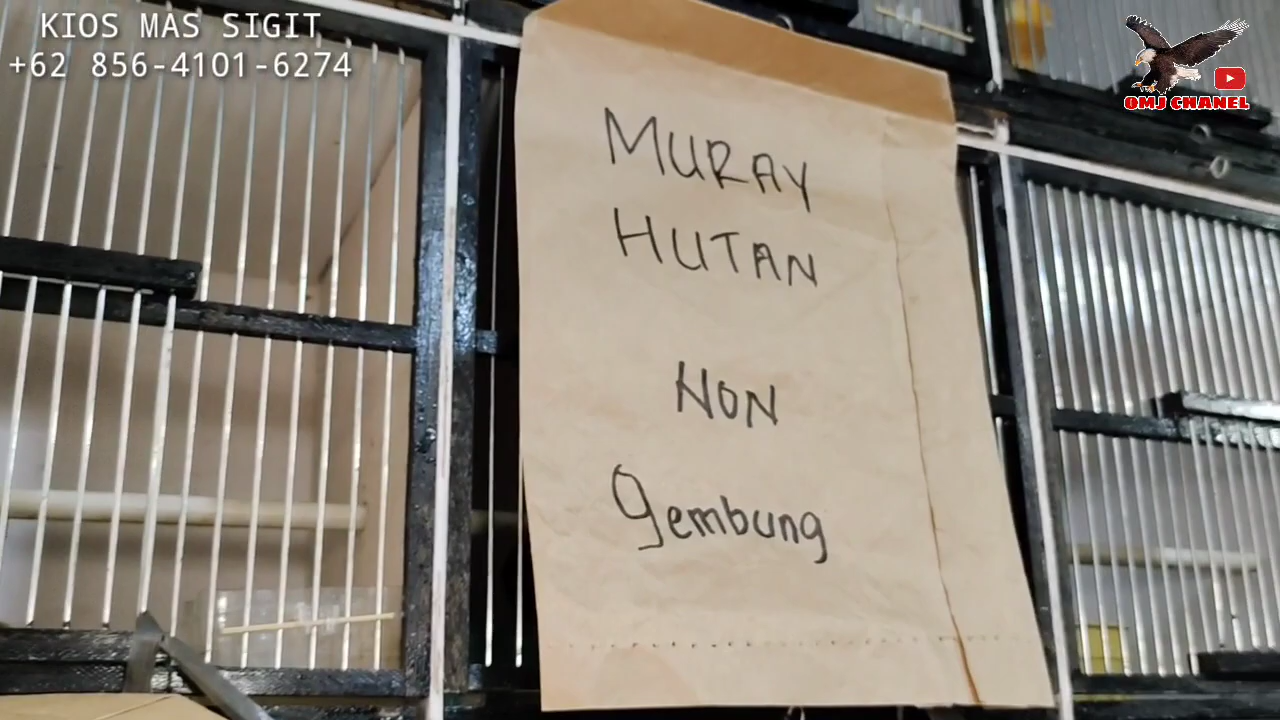 KIOS MAS SIGIT
+62 856-4101-6274
OMJ CHANEL
MURAY
HUTAN
NON
gembung